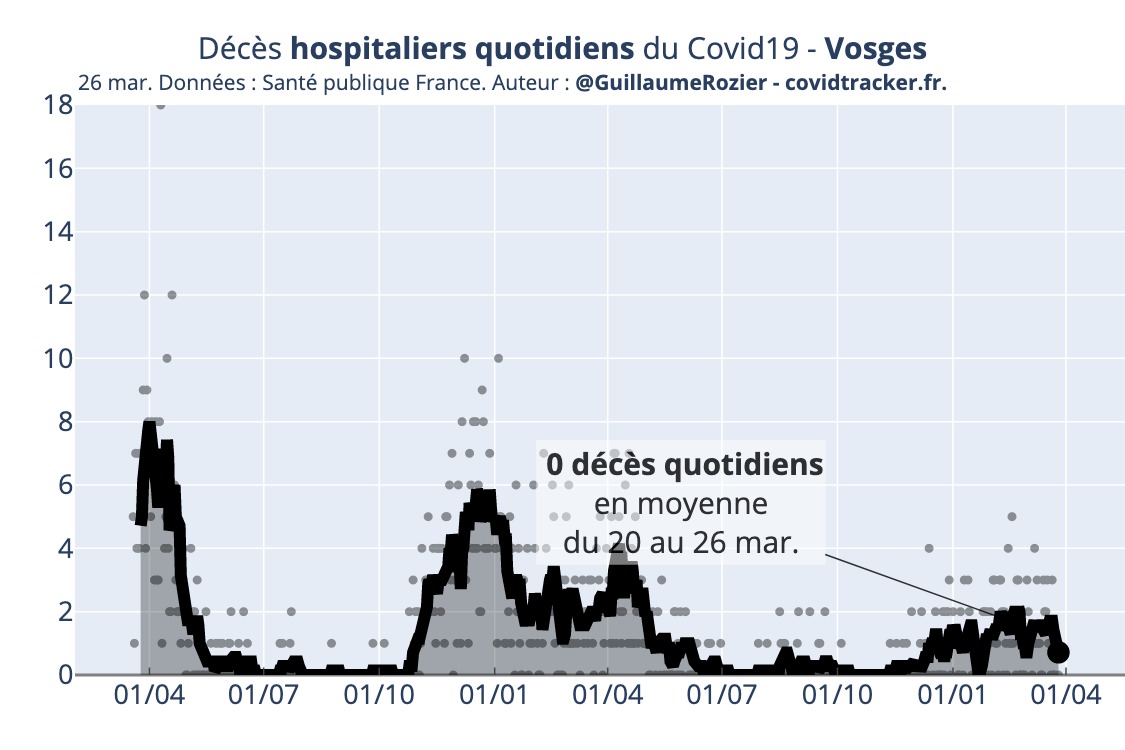 Décès hospitaliers quotidiens du Covid19 - Vosges
26 mar. Données : Santé publique France. Auteur : @GuillaumeRozier - covidtracker.fr.
18
16
14
12
10
8
6
4
2
0
0 décès quotidiens
en moyenne
du 20 au 26 mar.
01/04 01/07 01/10 01/01 01/04 01/07 01/10 01/01 01/04